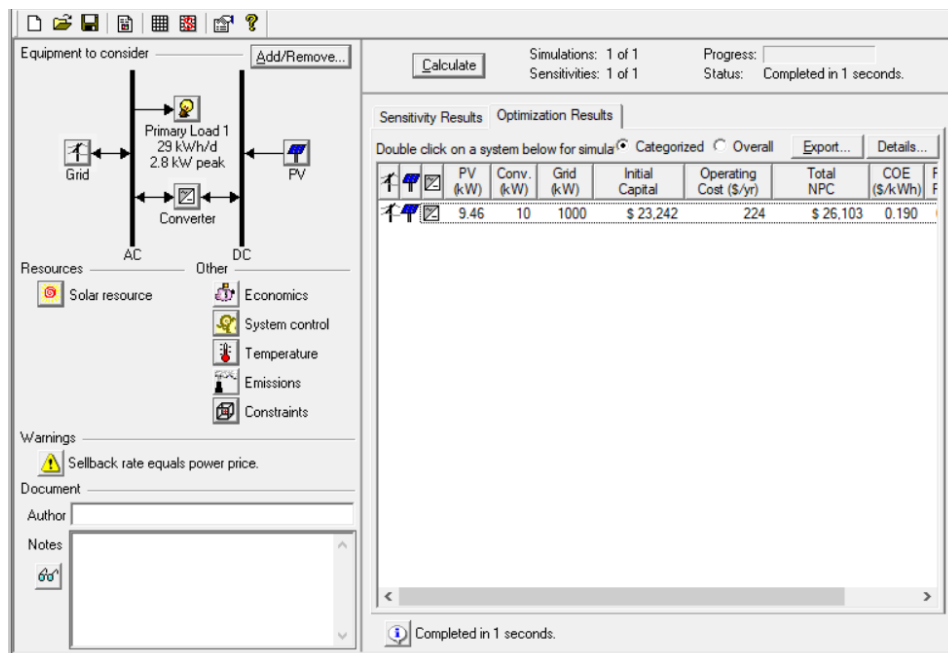 Equipment to consider
Add/Remove...
Primary Load 1
29 kWh/d
2.8 kW peak
Grid
PV
Converter
AC
DC
Resources
Other
Solar resource
Economics
System control
Temperature
Emissions
Constraints
Warnings
Sellback rate equals power price.
Document
Author
Notes
Calculate
Simulations: 1 of 1
Progress:
Sensitivities: 1 of 1
Status: Completed in 1 seconds.
Sensitivity Results
Optimization Results
Double click on a system below for simula
Categorized
Overall
Export...
Details...
PV (kW)
Conv. (kW)
Grid (kW)
Initial Capital
Operating Cost ($/yr)
Total NPC
COE ($/kWh)
9.46 10 1000 $ 23,242 224 $ 26,103 0.190
Completed in 1 seconds.